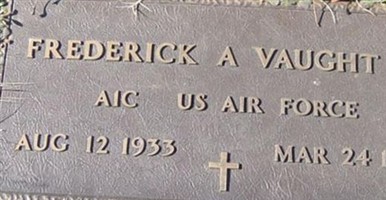 FREDERICK A VAUGHT
AIC US AIR FORCE
AUG 12 1933 MAR 24